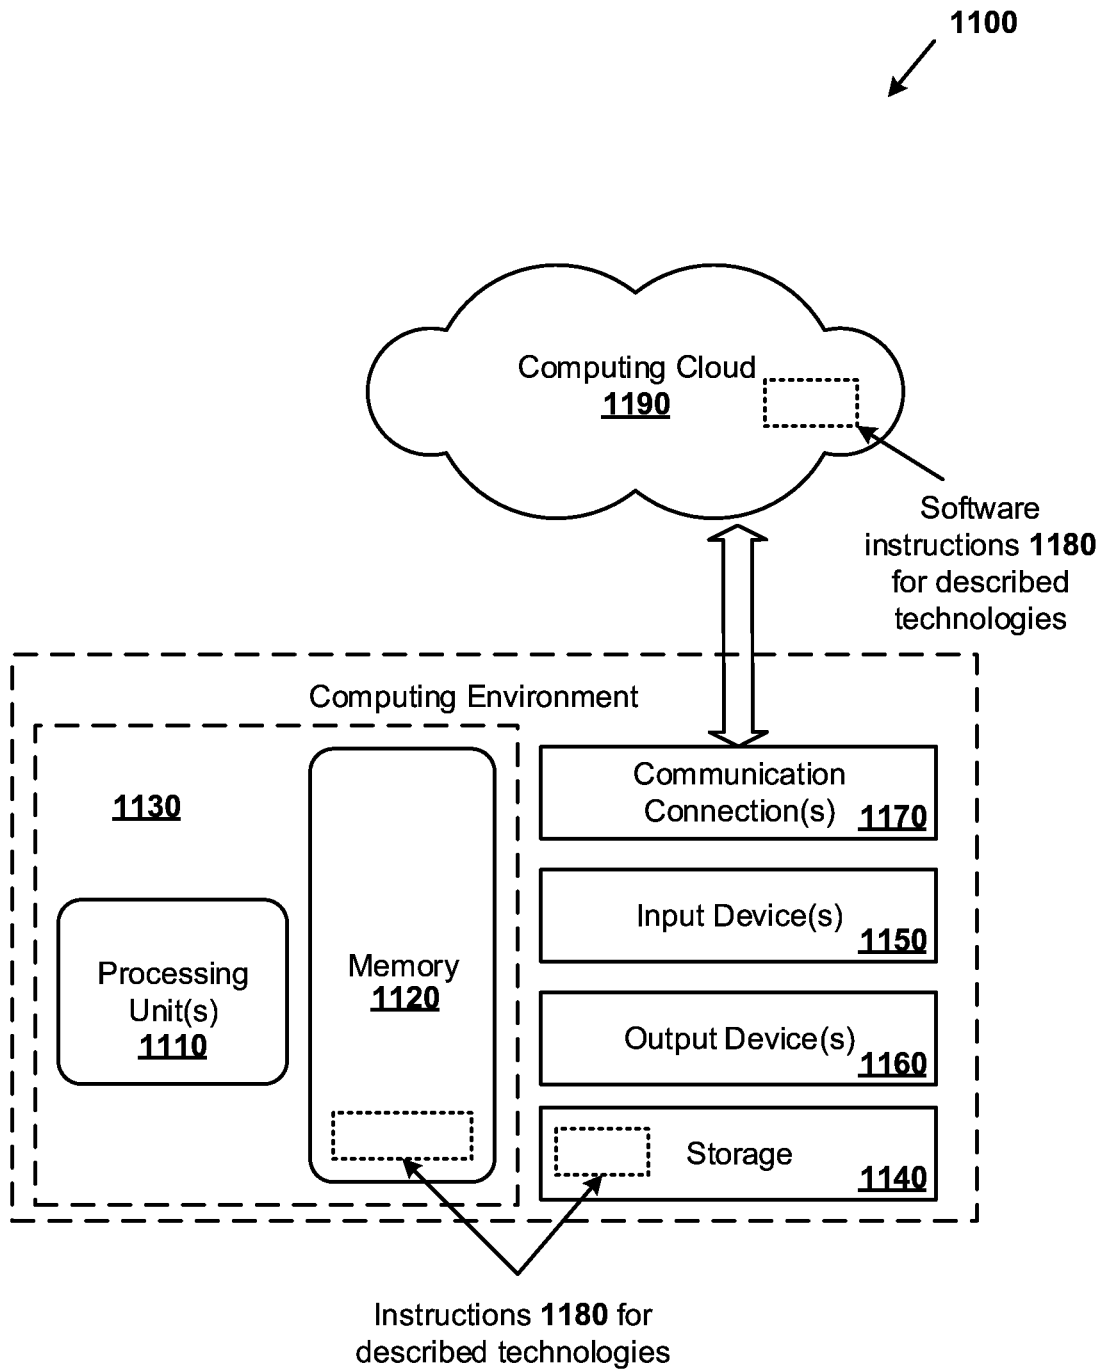 1100
Computing Cloud
1190
Software
instructions 1180
for described
technologies
Computing Environment
1130
Processing
Unit(s)
1110
Memory
1120
Communication
Connection(s) 1170
Input Device(s)
1150
Output Device(s)
1160
Storage
1140
Instructions 1180 for
described technologies